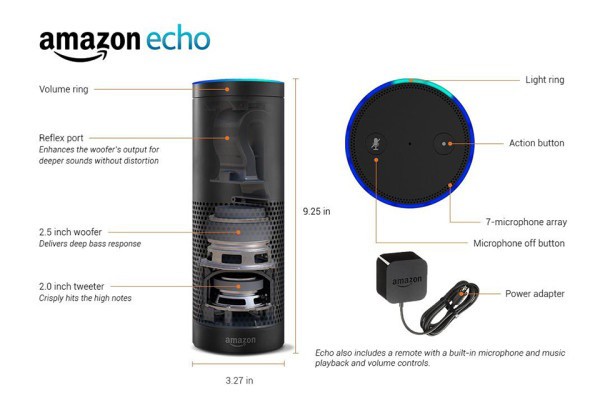 amazon echo
Volume ring
Reflex port
Enhances the woofer's output for
deeper sounds without distortion
2.5 inch woofer
Delivers deep bass response
2.0 inch tweeter
Crisply hits the high notes
amazon
9.25 in
3.27 in
Light ring
Action button
7-microphone array
Microphone off button
amazon
Power adapter
Echo also includes a remote with a built-in microphone and music
playback and volume controls.